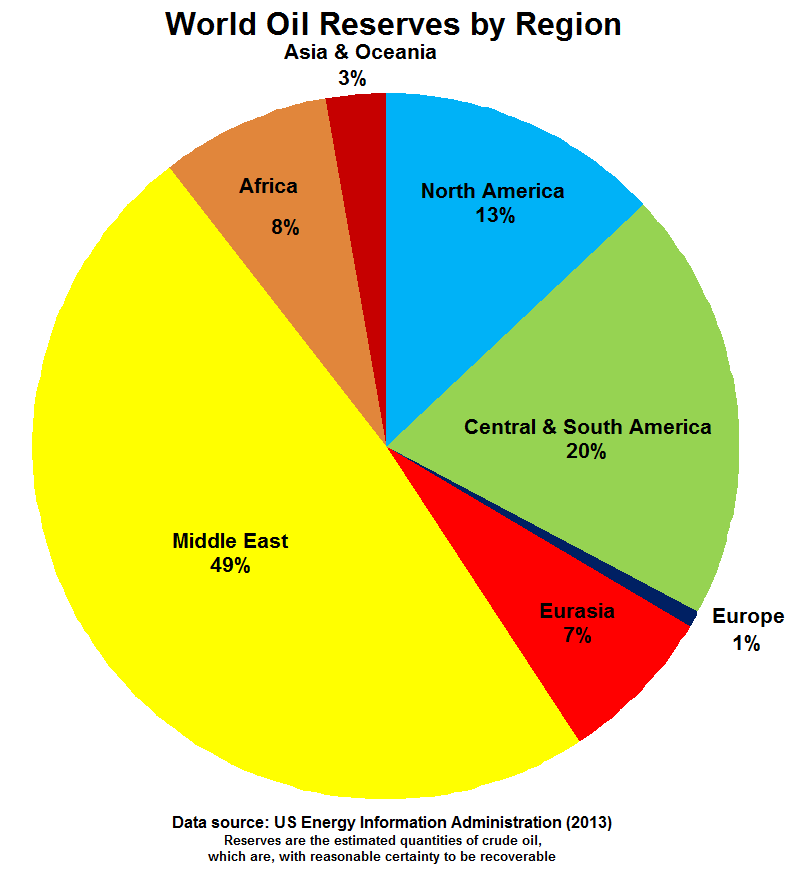 World Oil Reserves by Region
Asia & Oceania
3%
North America
13%
Africa
8%
Central & South America
20%
Middle East
49%
Eurasia
7%
Europe
1%
Data source: US Energy Information Administration (2013)
Reserves are the estimated quantities of crude oil,
which are, with reasonable certainty to be recoverable